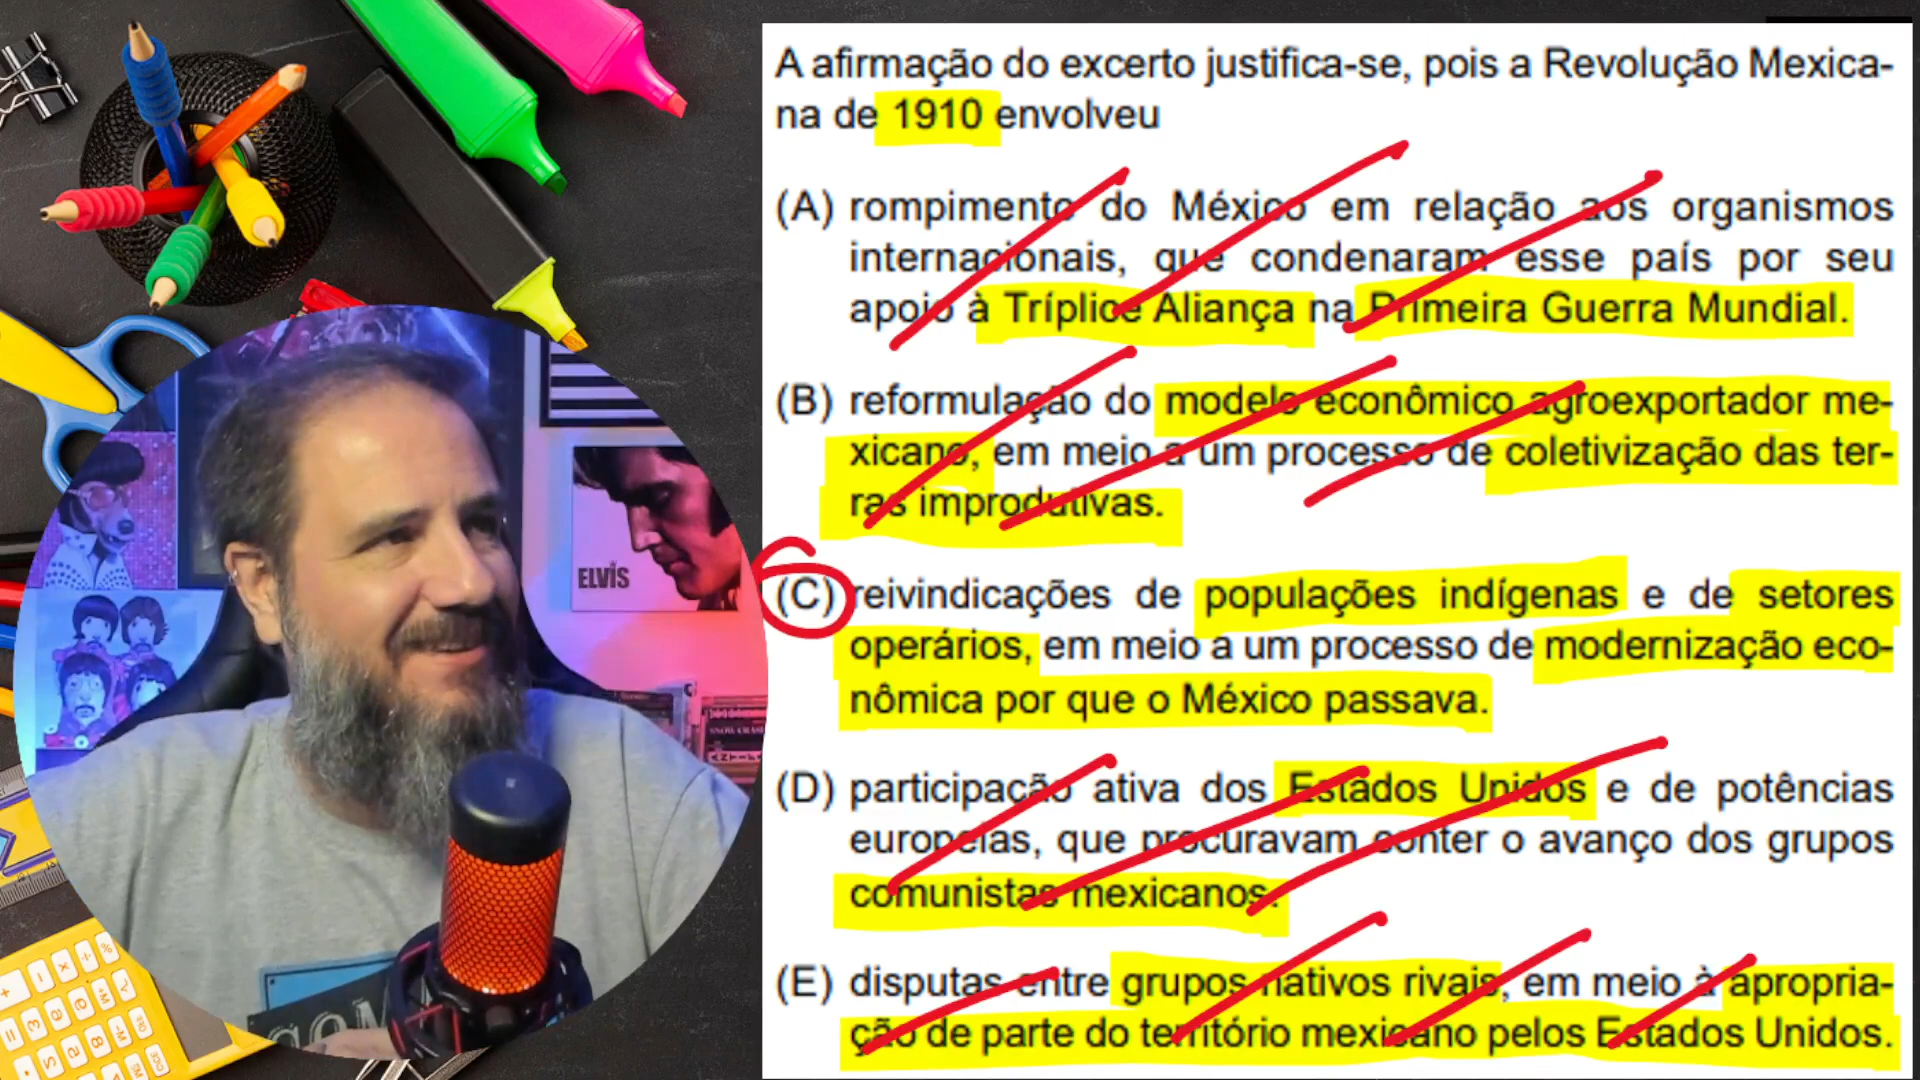 A afirmação do excerto justifica-se, pois a Revolução Mexica-
na de 1910 envolveu
(A) rompimento do México em relação aos organismos
internacionais, que condenaram esse país por seu
apoio à Tríplice Aliança na Primeira Guerra Mundial.
(B) reformulação do modelo econômico agroexportador me-
xicano, em meio a um processo de coletivização das ter-
ras improdutivas.
(C) reivindicações de populações indígenas e de setores
operários, em meio a um processo de modernização eco-
nômica por que o México passava.
(D) participação ativa dos Estados Unidos e de potências
europeias, que procuravam conter o avanço dos grupos
comunistas mexicanos.
(E) disputas entre grupos nativos rivais, em meio à apropria-
ção de parte do território mexicano pelos Estados Unidos.
ELVIS